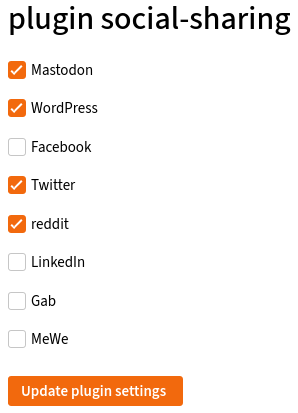 plugin social-sharing
Mastodon
WordPress
Facebook
Twitter
reddit
LinkedIn
Gab
MeWe
Update plugin settings